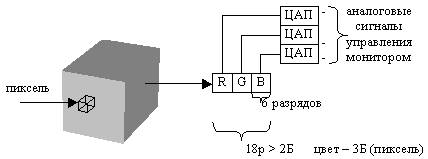 ЦАП -
ЦАП -
ЦАП -
аналоговые
сигналы
управления
монитором
пиксель
R G B
6 разрядов
18р > 2Б цвет – 3Б (пиксель)